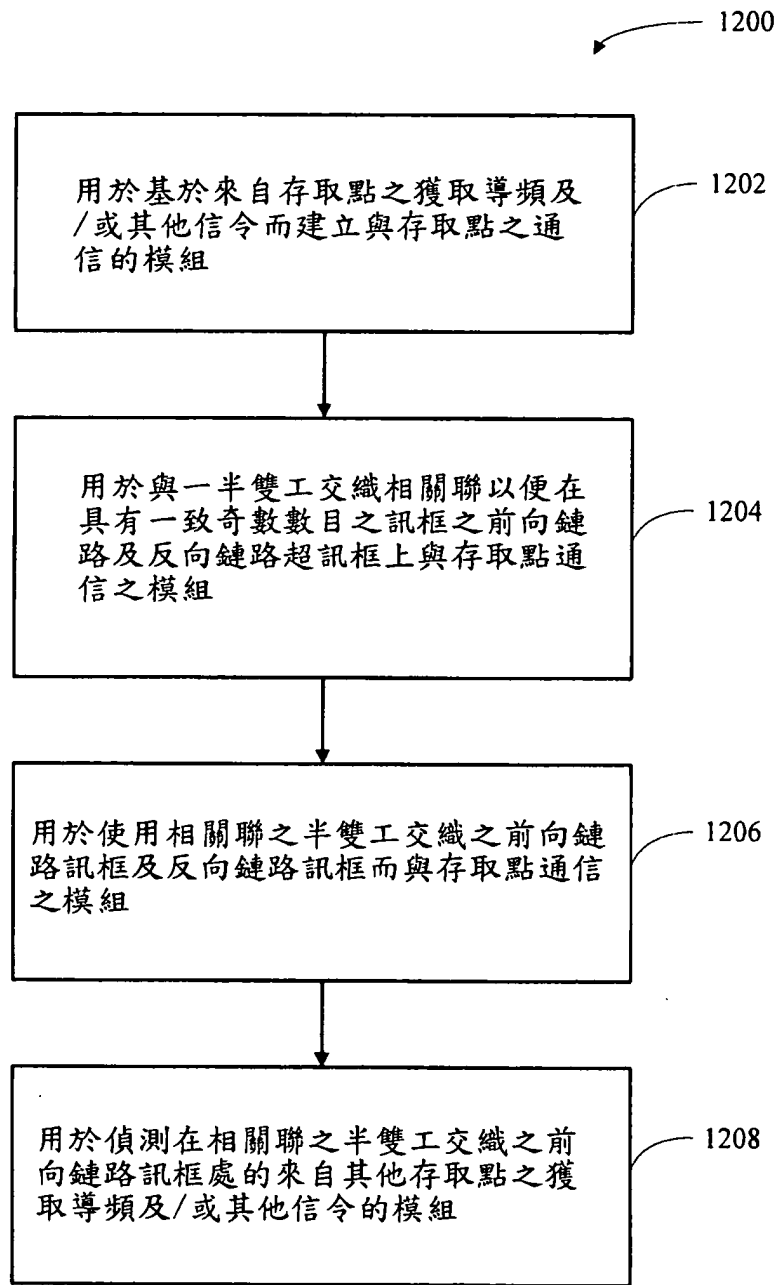 1200
用於基於來自存取點之獲取導頻及
/或其他信令而建立與存取點之通
信的模組
1202
用於與一半雙工交織相關聯以便在
具有一致奇數數目之訊框之前向鏈
路及反向鏈路超訊框上與存取點通
信之模組
1204
用於使用相關聯之半雙工交織之前向鏈
路訊框及反向鏈路訊框而與存取點通信
之模組
1206
用於偵測在相關聯之半雙工交織之前
向鏈路訊框處的來自其他存取點之獲
取導頻及/或其他信令的模組
1208